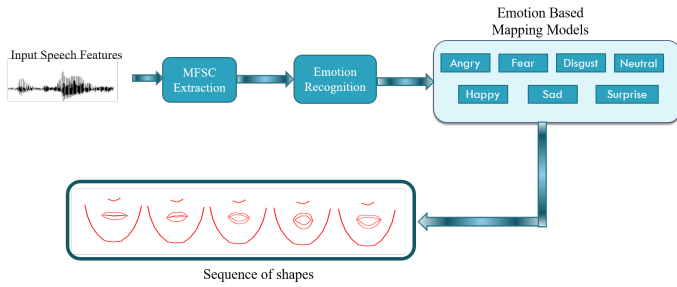 Emotion Based
Mapping Models
Input Speech Features
MFSC
Extraction
Emotion
Recognition
Angry
Fear
Disgust
Neutral
Happy
Sad
Surprise
Sequence of shapes